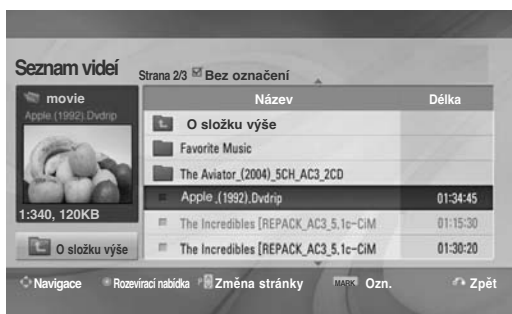 Seznam videí
Strana 2/3 Bez označení
movie
Apple.(1992).Dvdrip
1:340, 120KB
O složku výše
Název Délka
O složku výše
Favorite Music
The Aviator_(2004)_5CH_AC3_2CD
Apple_.(1992).Dvdrip 01:34:45
The Incredibles [REPACK_AC3_5,1c-CiM 01:15:30
The Incredibles [REPACK_AC3_5,1c-CiM 01:30:20
Navigace Rozevírací nabídka P Změna stránky MARK Ozn. Zpět